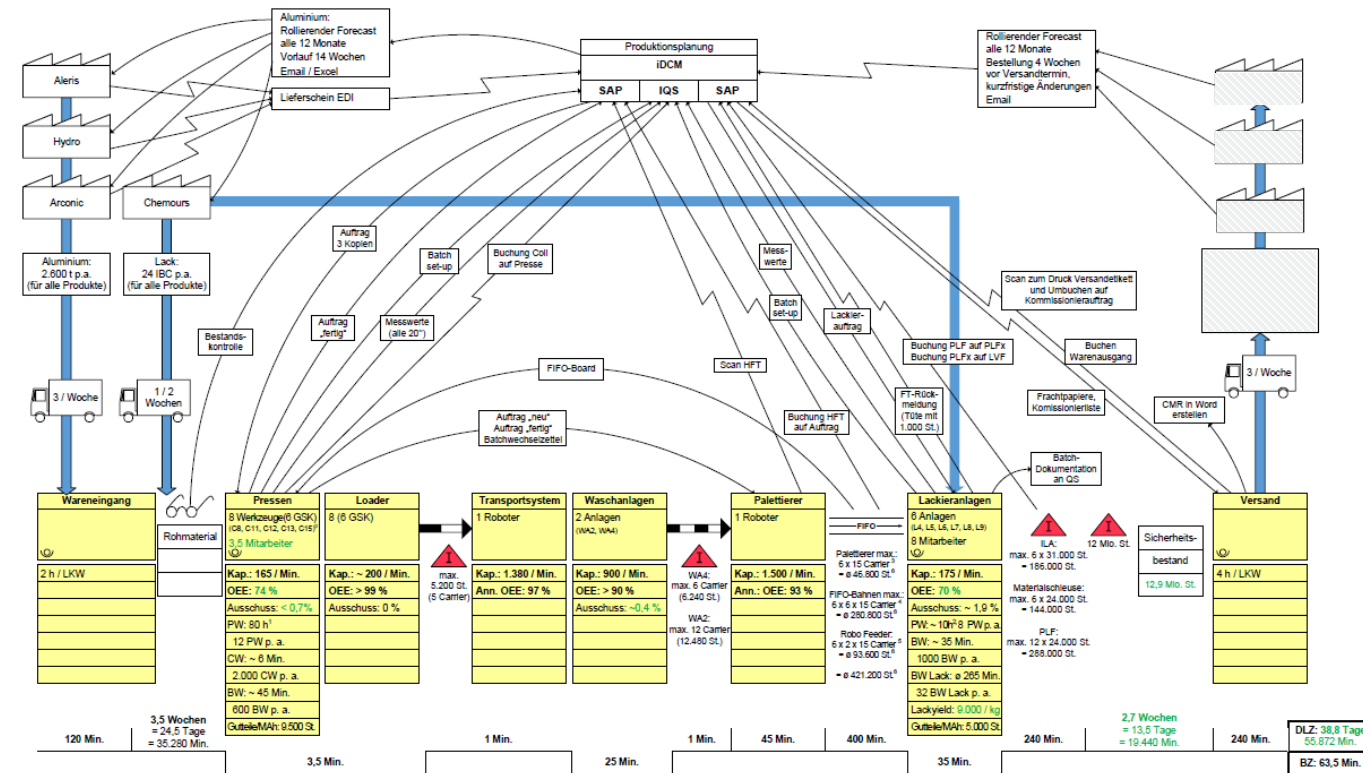 Aluminium:
Rollierender Forecast
alle 12 Monate
Vorlauf 14 Wochen
Email / Excel
Lieferschein EDI
Aleris
Hydro
Arconic
Chemours
Produktionsplanung
iDCM
SAP
IQS
SAP
Rollierender Forecast
alle 12 Monate
Bestellung 4 Wochen
vor Versandtermin,
kurzfristige Änderungen
Email
Aluminium:
2.600 t p.a.
(für alle Produkte)
Lack:
24 IBC p.a.
(für alle Produkte)
3 / Woche
1 / 2
Wochen
Bestands-
kontrolle
Auftrag
3 Kopien
Batch
set-up
Buchung Coil
auf Presse
Auftrag
„fertig“
Messwerte
(alle 20“)
FIFO-Board
Auftrag „neu“
Auftrag „fertig“
Batchwechselzettel
Scan HFT
Buchung HFT
auf Auftrag
Mess-
werte
Batch
set-up
Lackier-
auftrag
Buchung PLF auf PLFx
Buchung PLFx auf LVF
FT-Rück-
meldung
(Tüte mit
1.000 St.)
Scan zum Druck Versandetikett
und Umbuchen auf
Kommissionierauftrag
Buchen
Warenausgang
Frachtpapiere,
Komissionierliste
CMR in Word
erstellen
3 / Woche
Batch-
Dokumentation
an QS
Wareneingang
2 h / LKW
Rohmaterial
Pressen
8 Werkzeuge(6 GSK)
(C8, C11, C12, C13, C15)
3,5 Mitarbeiter
Kap.: 165 / Min.
OEE: 74 %
Ausschuss: < 0,7%
PW: 80 h¹
12 PW p. a.
CW: ~ 6 Min.
2.000 CW p. a.
BW: ~ 45 Min.
600 BW p. a.
Gutteile/MAh: 9.500 St.
Loader
8 (6 GSK)
Kap.: ~ 200 / Min.
OEE: > 99 %
Ausschuss: 0 %
I
max.
5.200 St.
(5 Carrier)
Transportsystem
1 Roboter
Kap.: 1.380 / Min.
Ann. OEE: 97 %
Waschanlagen
2 Anlagen
(WA2, WA4)
Kap.: 900 / Min.
OEE: > 90 %
Ausschuss: ~0,4 %
I
WA4:
max. 6 Carrier
(6.240 St.)
WA2:
max. 12 Carrier
(12.480 St.)
Palettierer
1 Roboter
Kap.: 1.500 / Min.
Ann.: OEE: 93 %
FIFO
Palettierer max.:
6 x 15 Carrier ³
= ø 46.800 St.⁶
FIFO-Bahnen max.:
6 x 6 x 15 Carrier ⁴
= ø 280.800 St.⁶
Robo Feeder:
6 x 2 x 15 Carrier ⁵
= ø 93.600 St.⁶
= ø 421.200 St.⁶
Lackieranlagen
6 Anlagen
(L4, L5, L6, L7, L8, L9)
8 Mitarbeiter
Kap.: 175 / Min.
OEE: 70 %
Ausschuss: ~ 1,9 %
PW: ~ 10h² 8 PW p.a.
BW: ~ 35 Min.
1000 BW p. a.
BW Lack: ø 265 Min.
32 BW Lack p. a.
Lackyield: 9.000 / kg
Gutteile/MAh: 5.000 St.
I
ILA:
max. 6 x 31.000 St.
= 186.000 St.
Materialschleuse:
max. 6 x 24.000 St.
= 144.000 St.
PLF:
max. 12 x 24.000 St.
= 288.000 St.
I
12 Mio. St.
Sicherheits-
bestand
12,9 Mio. St.
Versand
4 h / LKW
120 Min.
3,5 Wochen
= 24,5 Tage
= 35.280 Min.
3,5 Min.
1 Min.
25 Min.
1 Min.
45 Min.
400 Min.
35 Min.
240 Min.
2,7 Wochen
= 13,5 Tage
= 19.440 Min.
240 Min.
DLZ: 38,8 Tage
55.872 Min.
BZ: 63,5 Min.